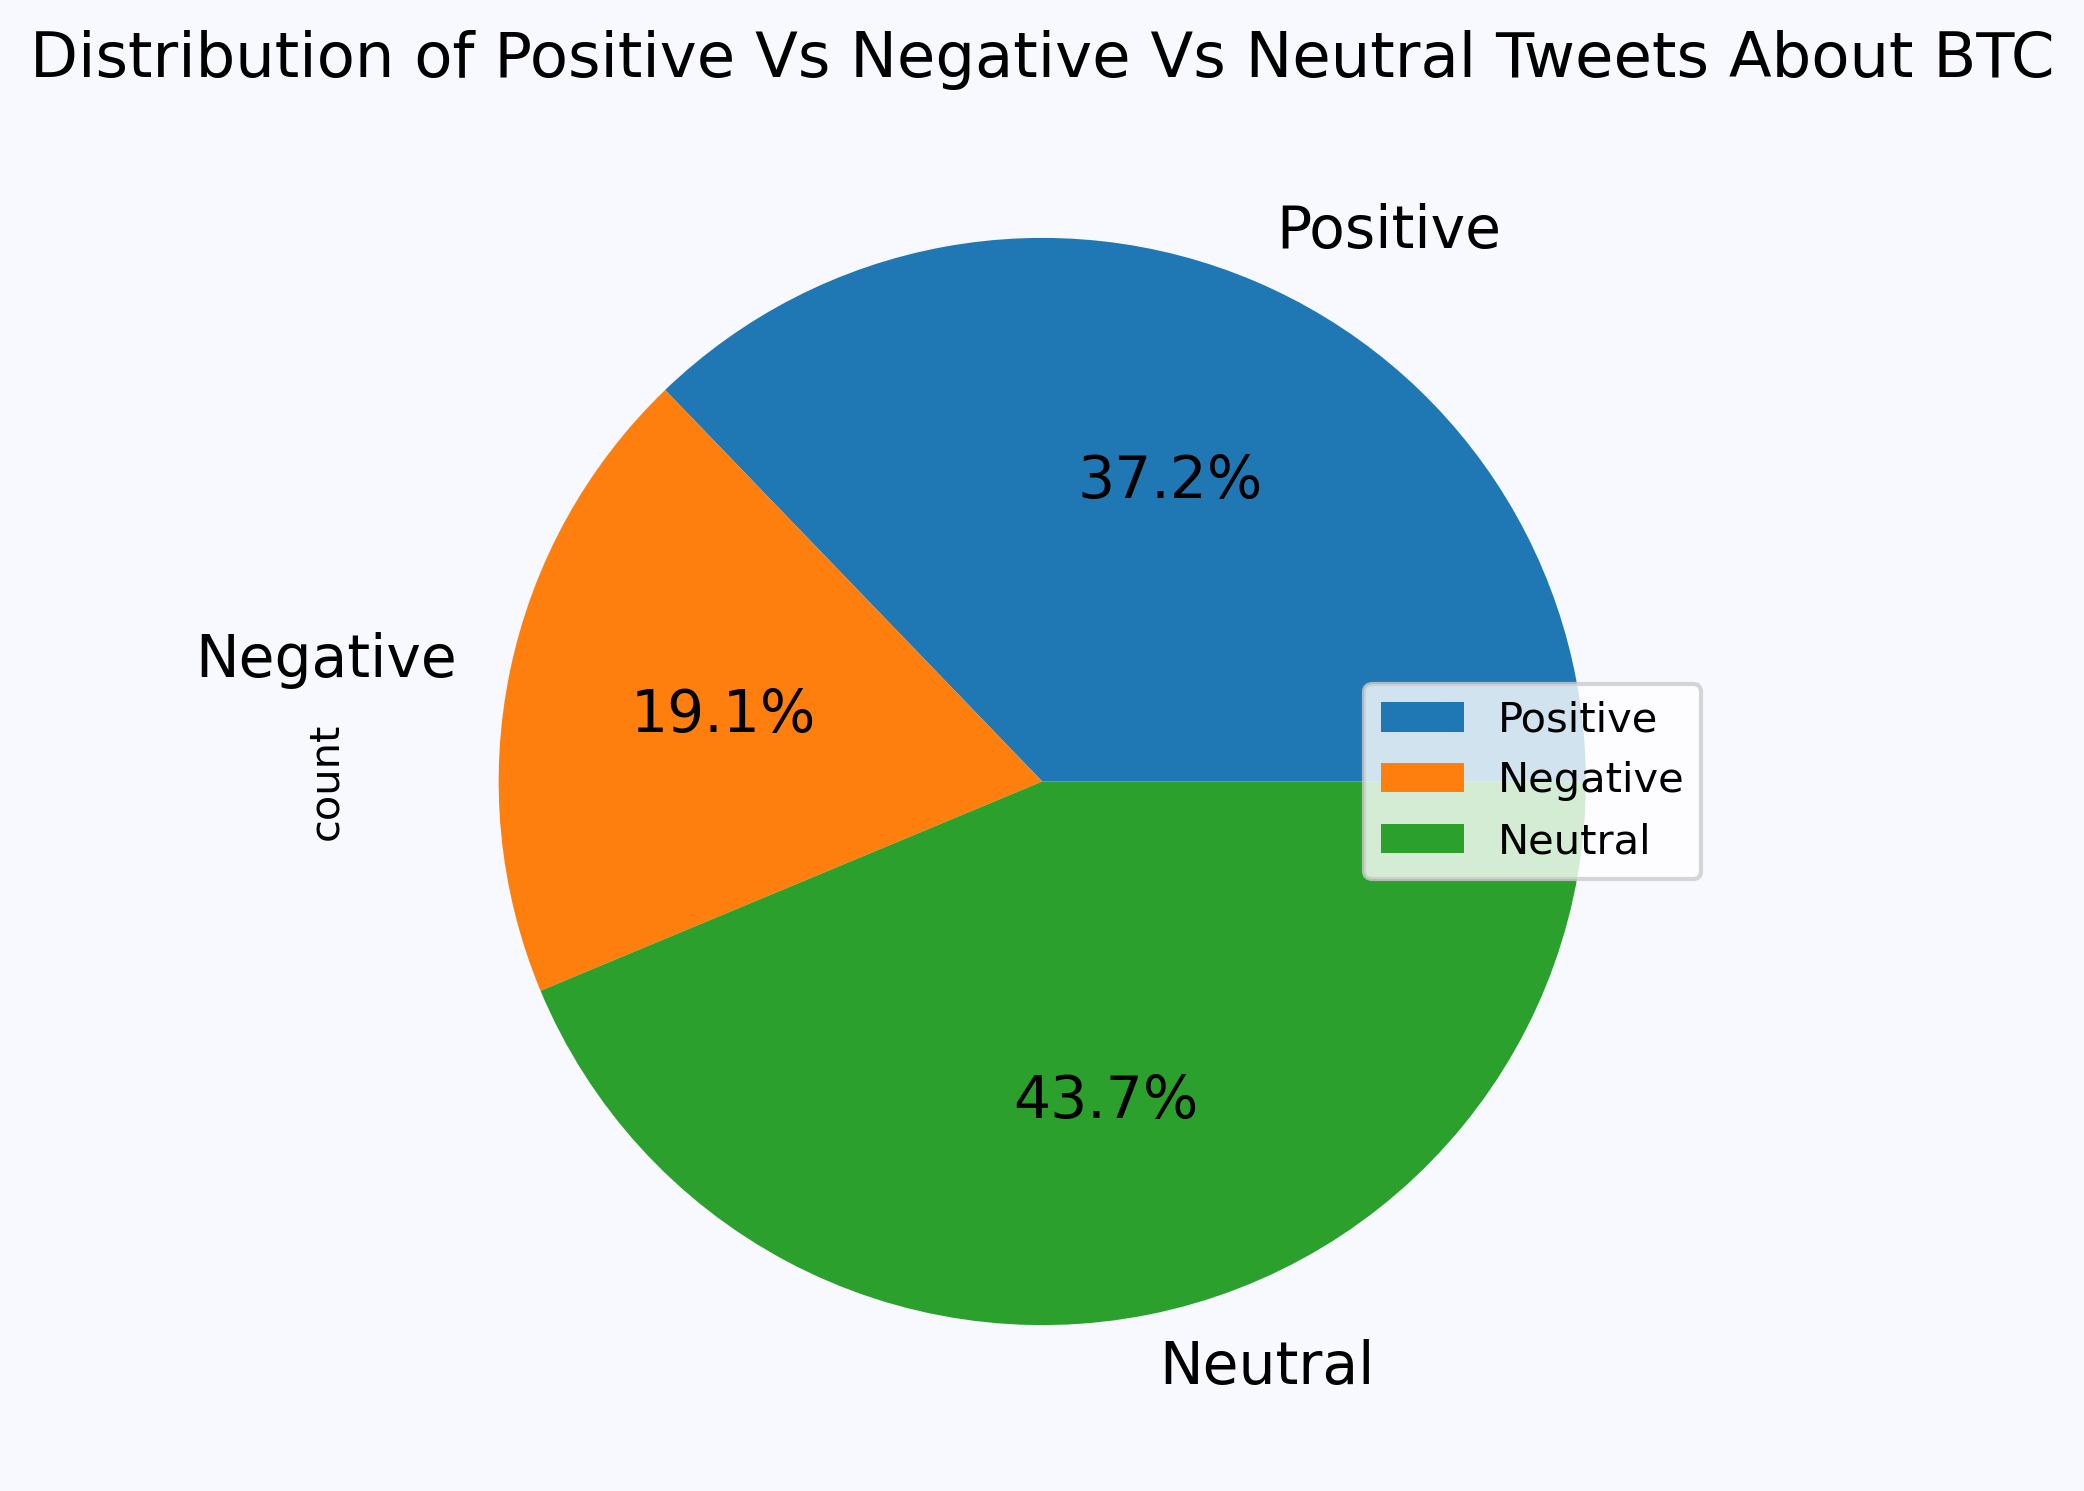 Distribution of Positive Vs Negative Vs Neutral Tweets About BTC
Positive
37.2%
Negative
19.1%
count
Positive
Negative
Neutral
43.7%
Neutral